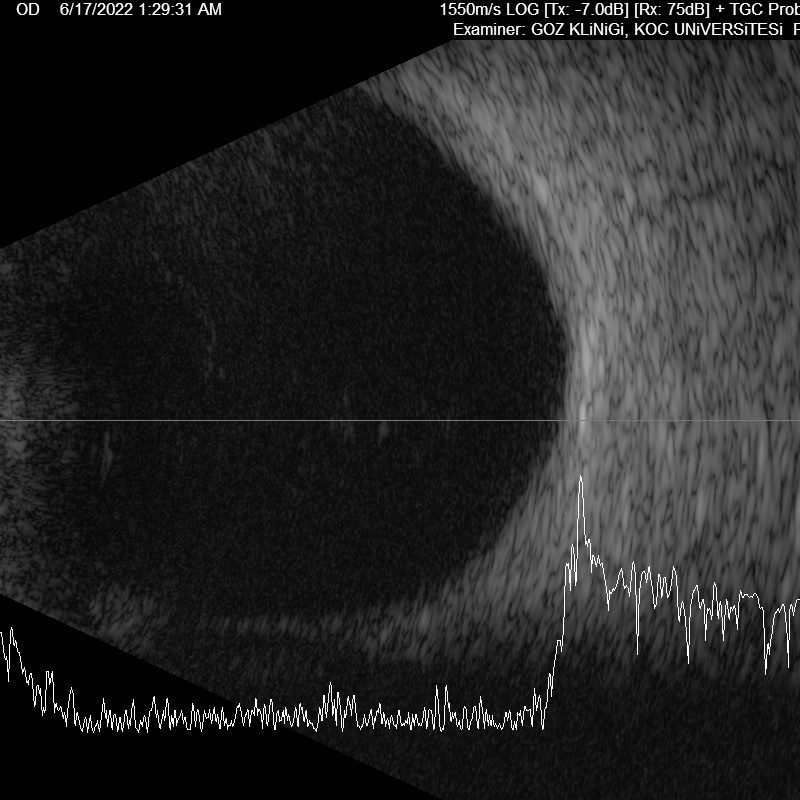 OD 6/17/2022 1:29:31 AM 1550m/s LOG [Tx: -7.0dB] [Rx: 75dB] + TGC
Examiner: GOZ KLiNiGi, KOC UNiVERSiTESi